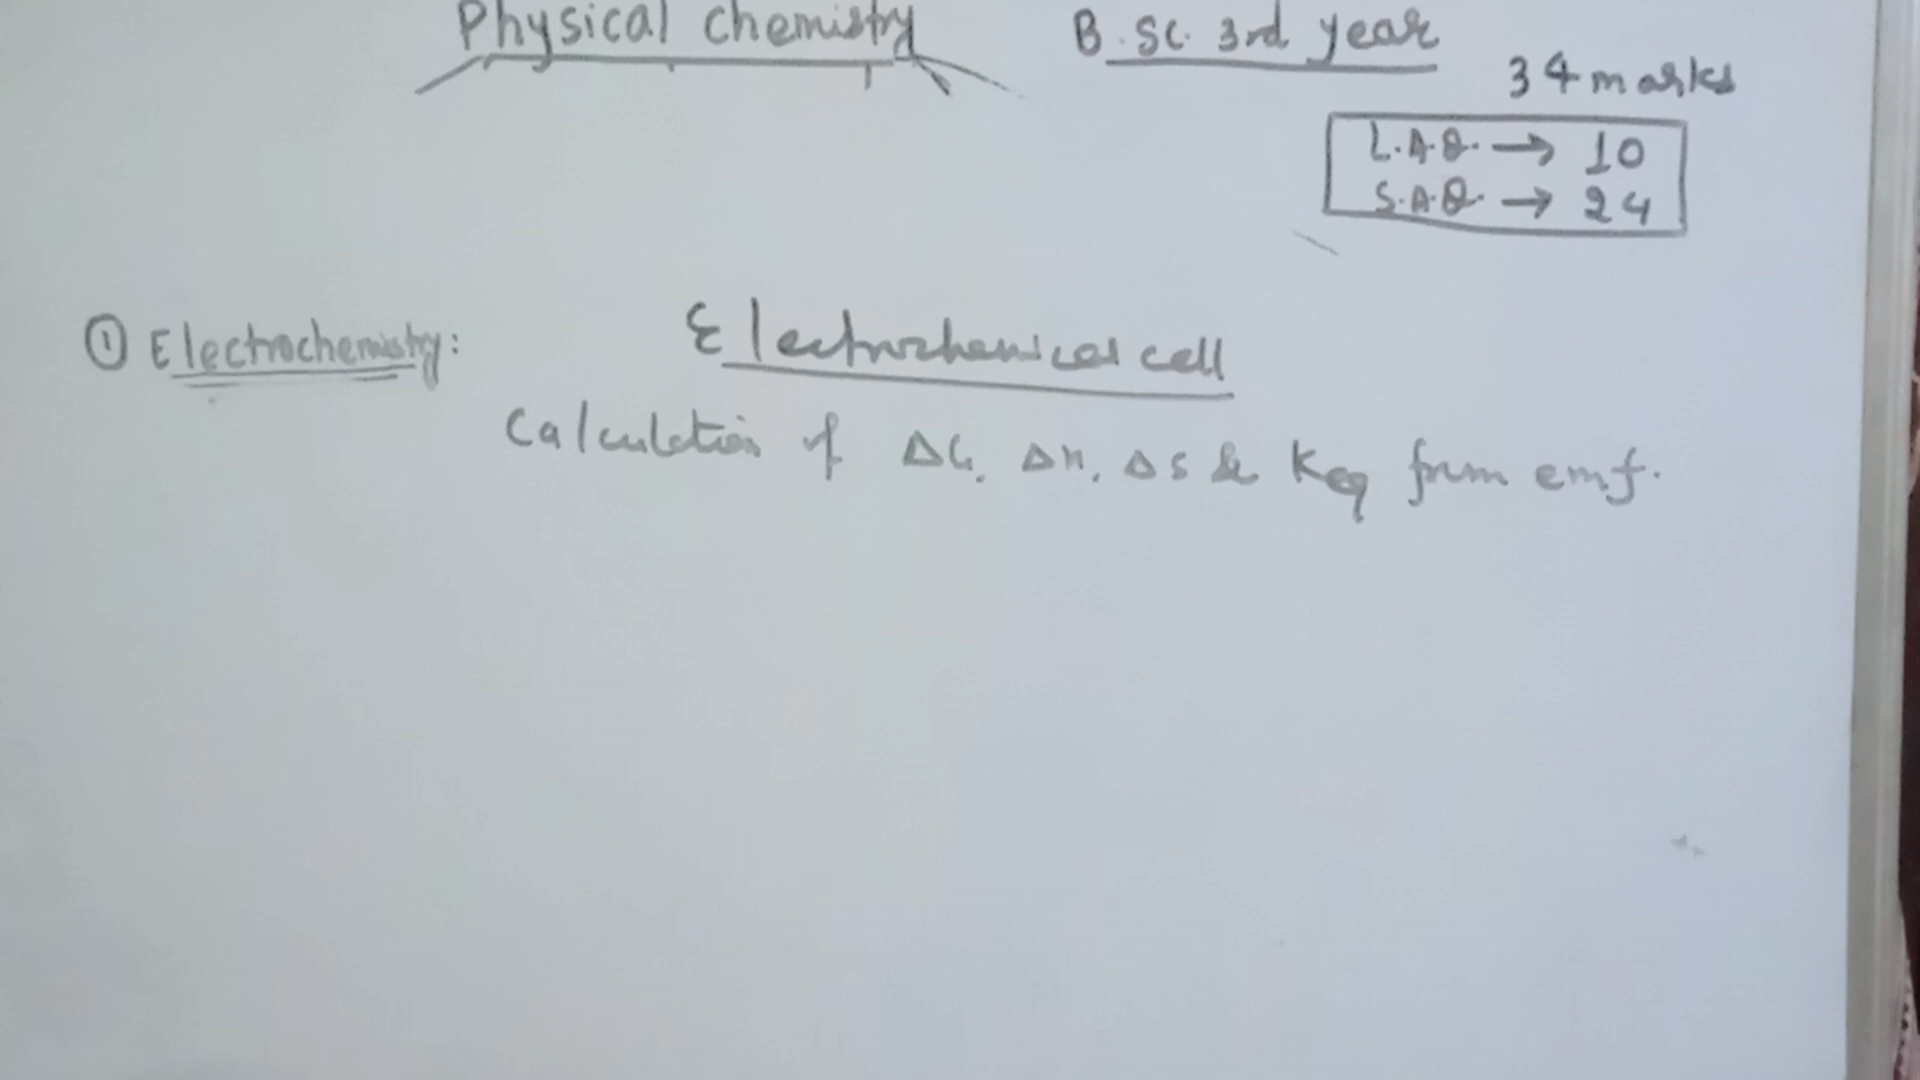 Physical Chemistry B.Sc. 3rd year
34 marks
L.A.Q. → 10
S.A.Q. → 24
① Electrochemistry: Electrochemical cell
Calculation of ΔG, ΔH, ΔS & Keq from emf.